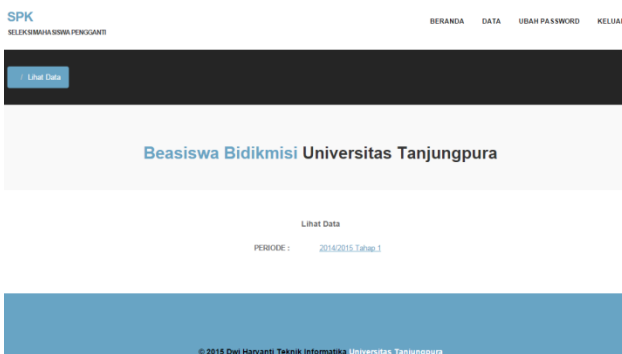 SPK
SELEKSI MAHASISWA PENGGANTI
BERANDA DATA UBAH PASSWORD KELUAR
/ Lihat Data
Beasiswa Bidikmisi Universitas Tanjungpura
Lihat Data
PERIODE : 2014/2015 Tahap 1
© 2015 Dwi Haryanti Teknik Informatika Universitas Tanjungpura